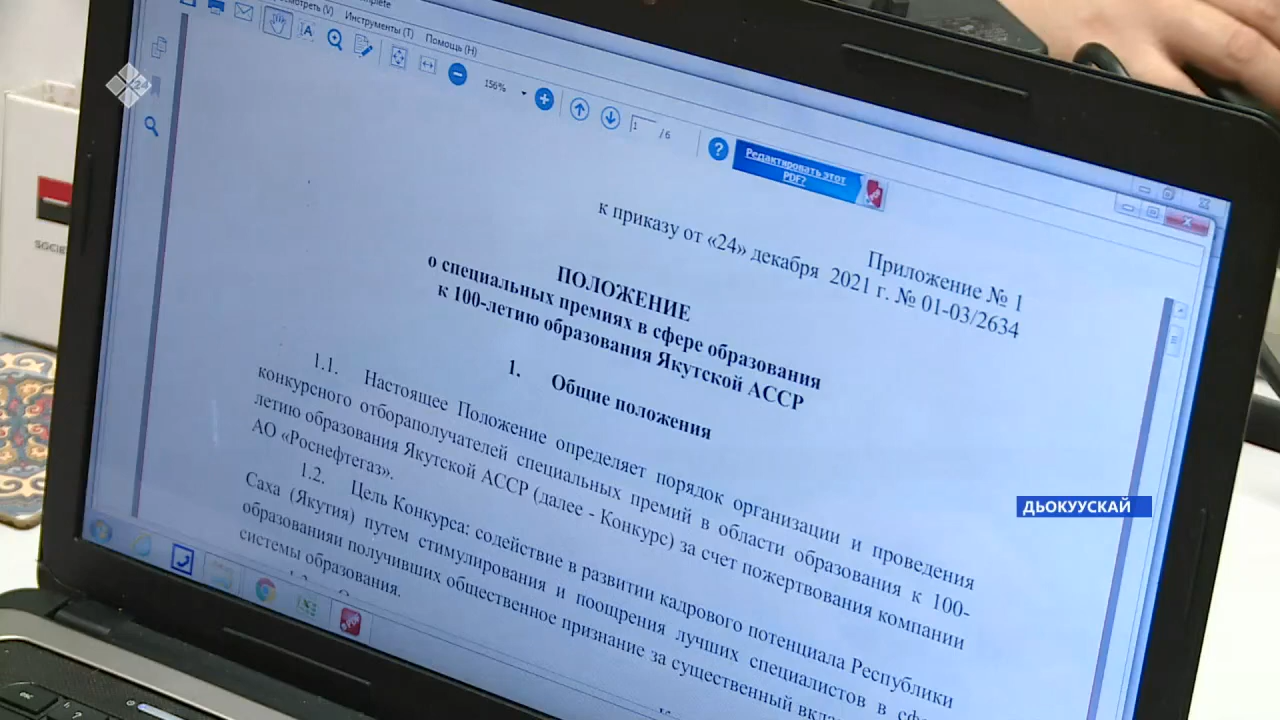 Инструменты (Т)
Помощь (Н)
156%
1 / 6
?
Редактировать этот
PDF?
Приложение № 1
к приказу от «24» декабря 2021 г. № 01-03/2634
ПОЛОЖЕНИЕ
о специальных премиях в сфере образования
к 100-летию образования Якутской АССР
1. Общие положения
1.1. Настоящее Положение определяет порядок организации и проведения
конкурсного отбораполучателей специальных премий в области образования к 100-
летию образования Якутской АССР (далее - Конкурс) за счет пожертвования компании
АО «Роснефтегаз».
1.2. Цель Конкурса: содействие в развитии кадрового потенциала Республики
Саха (Якутия) путем стимулирования и поощрения лучших специалистов в
образованияи получивших общественное признание за существенный
системы образования.
ДЬОКУУСКАЙ
24